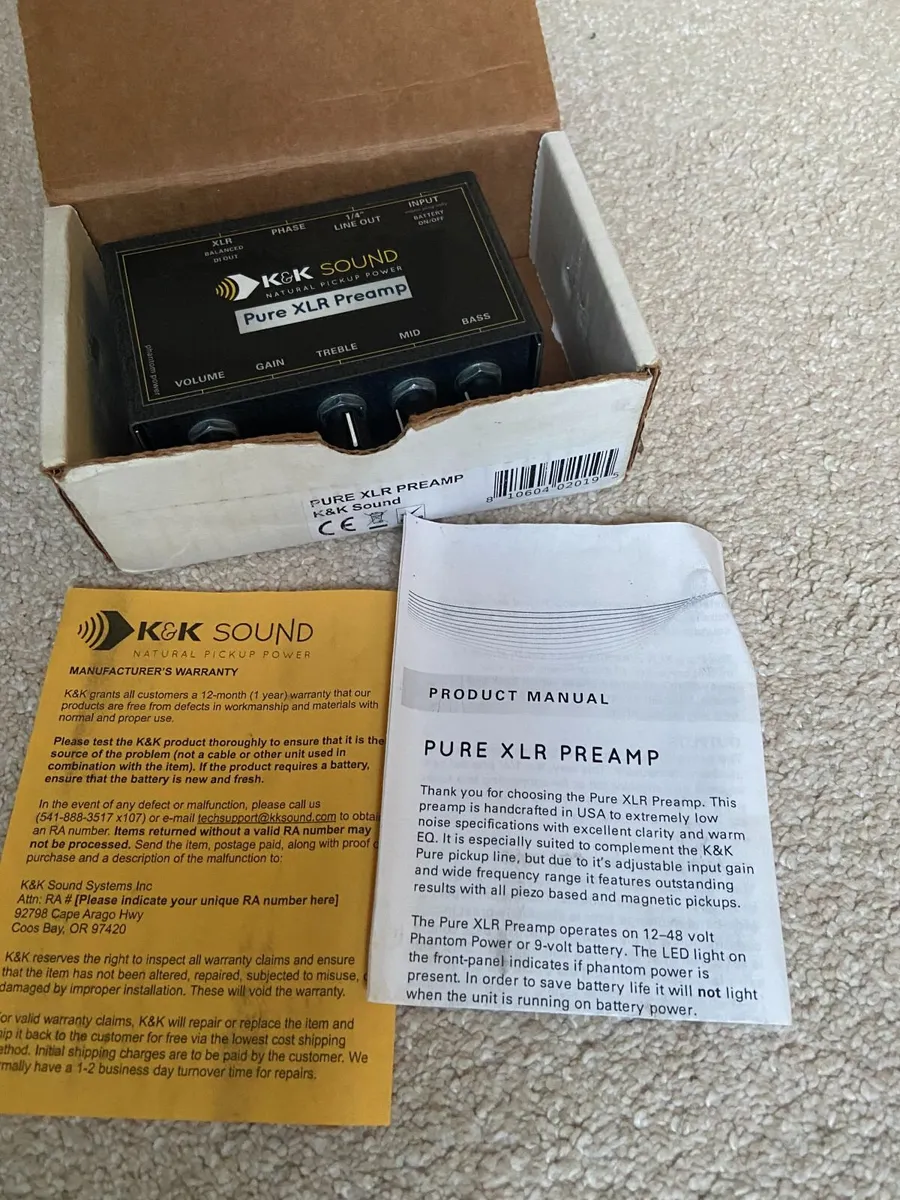 XLR
BALANCED
DI OUT
PHASE
1/4"
LINE OUT
INPUT
BATTERY
ON/OFF
K&K SOUND
NATURAL PICKUP POWER
Pure XLR Preamp
phantom power
VOLUME
GAIN
TREBLE
MID
BASS
PURE XLR PREAMP
K&K Sound
CE
8 10604 02019 5
K&K SOUND
NATURAL PICKUP POWER
MANUFACTURER'S WARRANTY
K&K grants all customers a 12-month (1 year) warranty that our
products are free from defects in workmanship and materials with
normal and proper use.
Please test the K&K product thoroughly to ensure that it is the
source of the problem (not a cable or other unit used in
combination with the item). If the product requires a battery,
ensure that the battery is new and fresh.
In the event of any defect or malfunction, please call us
(541-888-3517 x107) or e-mail techsupport@kksound.com to obtai
an RA number. Items returned without a valid RA number may
not be processed. Send the item, postage paid, along with proof
purchase and a description of the malfunction to:
K&K Sound Systems Inc
Attn: RA # [Please indicate your unique RA number here]
92798 Cape Arago Hwy
Coos Bay, OR 97420
K&K reserves the right to inspect all warranty claims and ensure
that the item has not been altered, repaired, subjected to misuse,
damaged by improper installation. These will void the warranty.
or valid warranty claims, K&K will repair or replace the item and
ip it back to the customer for free via the lowest cost shipping
ethod. Initial shipping charges are to be paid by the customer. We
rmally have a 1-2 business day turnover time for repairs.
PRODUCT MANUAL
PURE XLR PREAMP
Thank you for choosing the Pure XLR Preamp. This
preamp is handcrafted in USA to extremely low
noise specifications with excellent clarity and warm
EQ. It is especially suited to complement the K&K
Pure pickup line, but due to it's adjustable input gain
and wide frequency range it features outstanding
results with all piezo based and magnetic pickups.
The Pure XLR Preamp operates on 12–48 volt
Phantom Power or 9-volt battery. The LED light on
the front-panel indicates if phantom power is
present. In order to save battery life it will not light
when the unit is running on battery power.